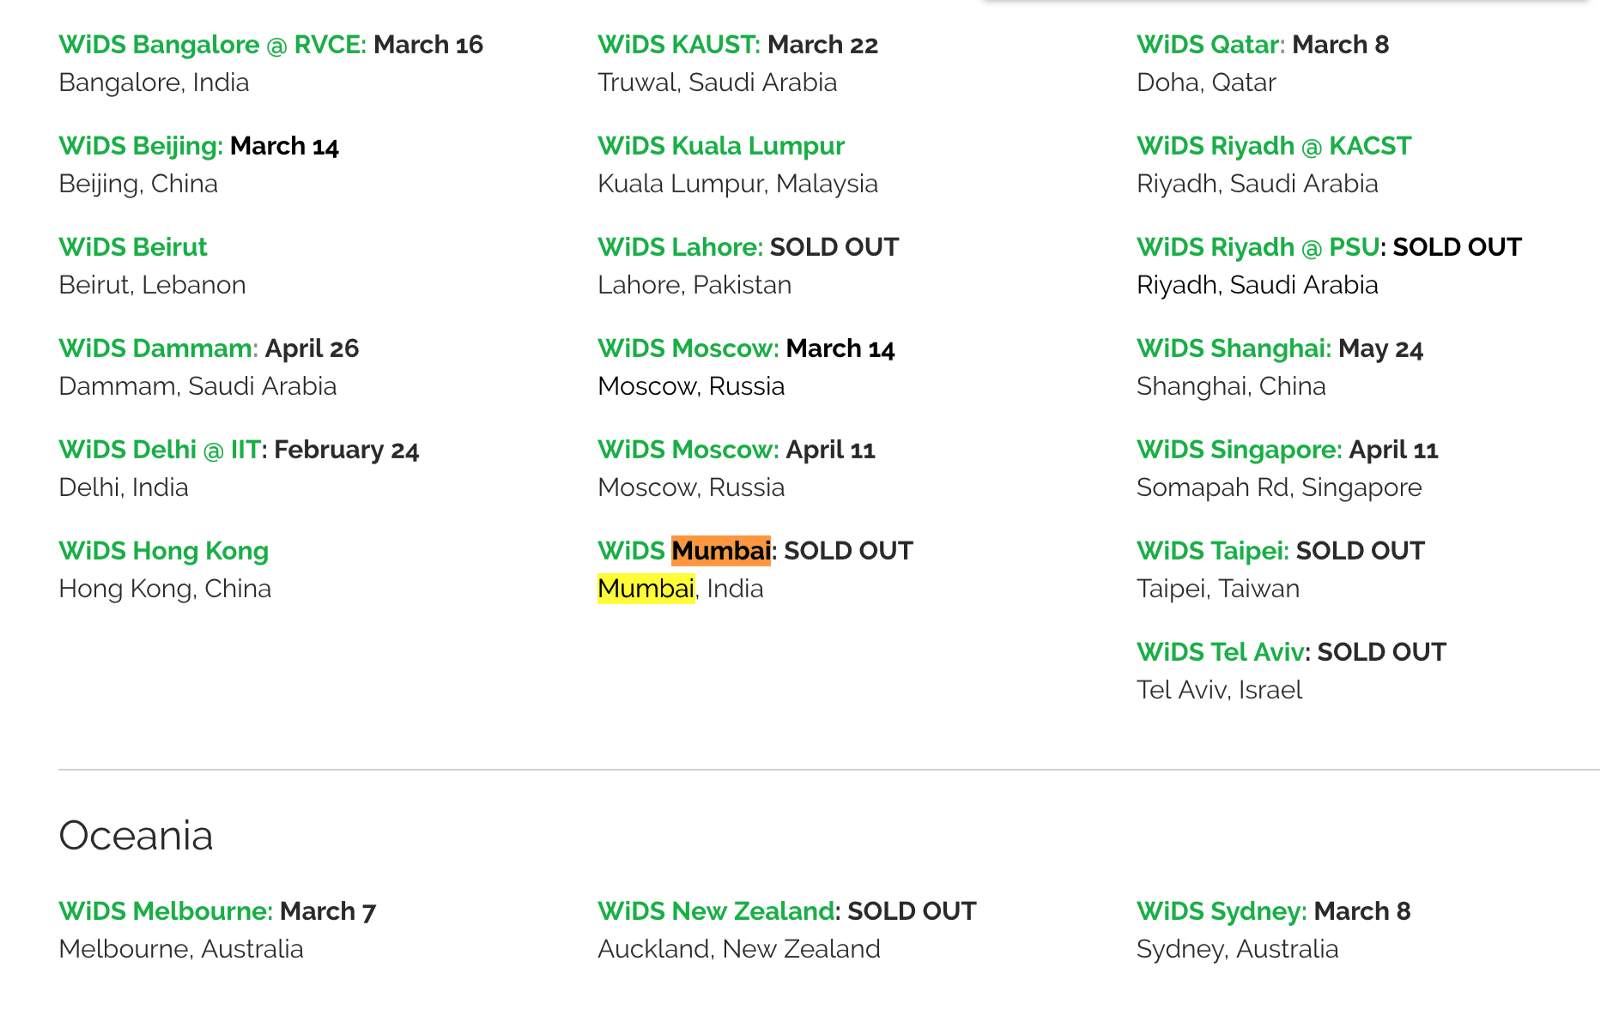 WiDS Bangalore @ RVCE: March 16
Bangalore, India
WiDS Beijing: March 14
Beijing, China
WiDS Beirut
Beirut, Lebanon
WiDS Dammam: April 26
Dammam, Saudi Arabia
WiDS Delhi @ IIT: February 24
Delhi, India
WiDS Hong Kong
Hong Kong, China
WiDS KAUST: March 22
Truwal, Saudi Arabia
WiDS Kuala Lumpur
Kuala Lumpur, Malaysia
WiDS Lahore: SOLD OUT
Lahore, Pakistan
WiDS Moscow: March 14
Moscow, Russia
WiDS Moscow: April 11
Moscow, Russia
WiDS Mumbai: SOLD OUT
Mumbai, India
WiDS Qatar: March 8
Doha, Qatar
WiDS Riyadh @ KACST
Riyadh, Saudi Arabia
WiDS Riyadh @ PSU: SOLD OUT
Riyadh, Saudi Arabia
WiDS Shanghai: May 24
Shanghai, China
WiDS Singapore: April 11
Somapah Rd, Singapore
WiDS Taipei: SOLD OUT
Taipei, Taiwan
WiDS Tel Aviv: SOLD OUT
Tel Aviv, Israel
Oceania
WiDS Melbourne: March 7
Melbourne, Australia
WiDS New Zealand: SOLD OUT
Auckland, New Zealand
WiDS Sydney: March 8
Sydney, Australia